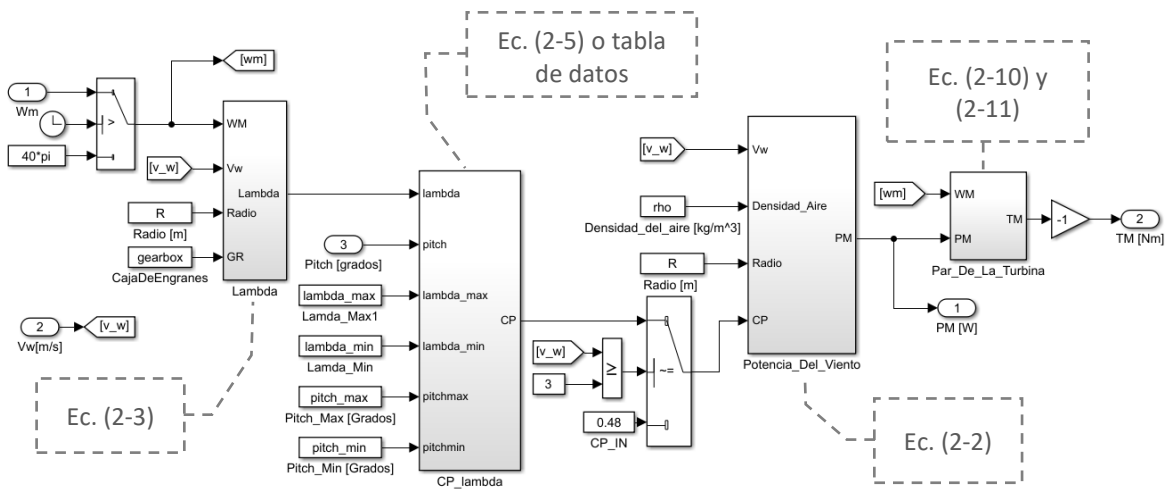 Ec. (2-5) o tabla
de datos
Ec. (2-10) y
(2-11)
[wm]
1
Wm
>
40*pi
[v_w]
R
Radio [m]
gearbox
CajaDeEngranes
WM
Vw
Lambda
Radio
GR
Lambda
2
Vw[m/s]
[v_w]
Ec. (2-3)
3
Pitch [grados]
lambda_max
Lamda_Max1
lambda_min
Lamda_Min
pitch_max
Pitch_Max [Grados]
pitch_min
Pitch_Min [Grados]
lambda
pitch
lambda_max
lambda_min
pitchmax
pitchmin
CP
CP_lambda
[v_w]
3
≥
0.48
CP_IN
~=
[v_w]
rho
Densidad_del_aire [kg/m^3]
R
Radio [m]
Vw
Densidad_Aire
Radio
CP
PM
Potencia_Del_Viento
Ec. (2-2)
[wm]
WM
PM
TM
Par_De_La_Turbina
-1
2
TM [Nm]
1
PM [W]